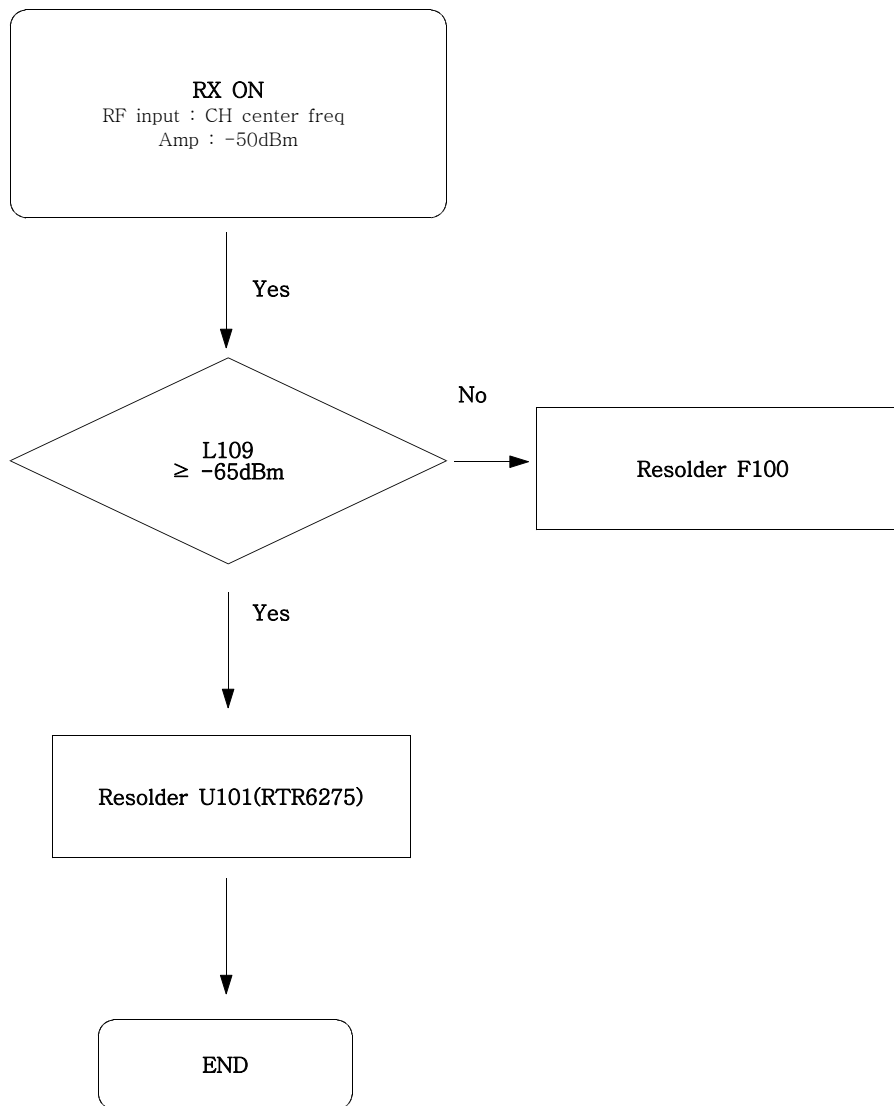 RX ON
RF input : CH center freq
Amp : -50dBm
Yes
No
L109
≥ -65dBm
Resolder F100
Yes
Resolder U101(RTR6275)
END